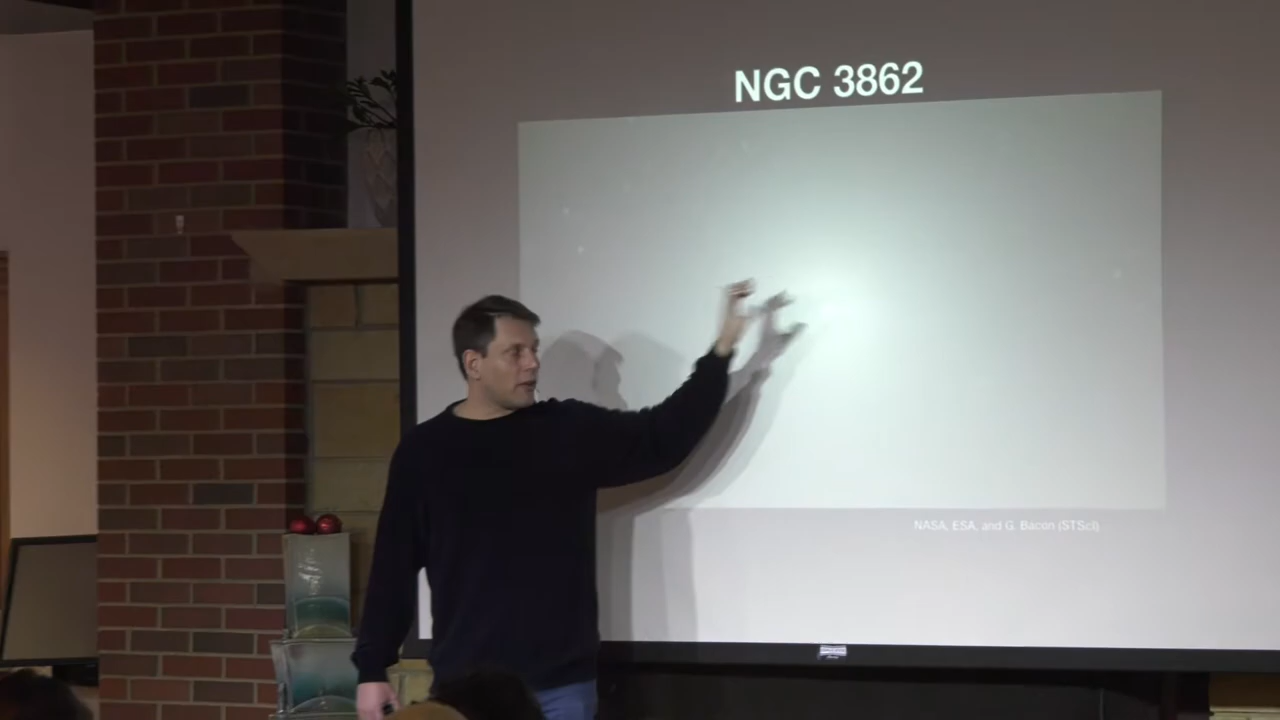 NGC 3862
NASA, ESA, and G. Bacon (STScI)